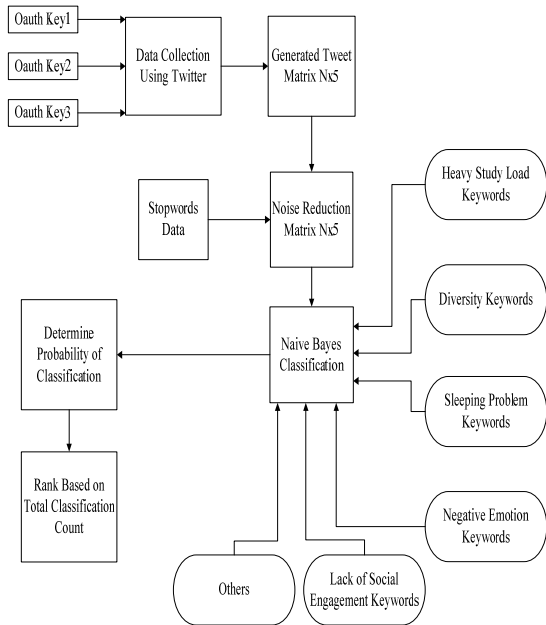 Oauth Key1
Oauth Key2
Oauth Key3
Data Collection
Using Twitter
Generated Tweet
Matrix Nx5
Heavy Study Load
Keywords
Stopwords
Data
Noise Reduction
Matrix Nx5
Diversity Keywords
Determine
Probability of
Classification
Naive Bayes
Classification
Sleeping Problem
Keywords
Rank Based on
Total Classification
Count
Negative Emotion
Keywords
Others
Lack of Social
Engagement Keywords